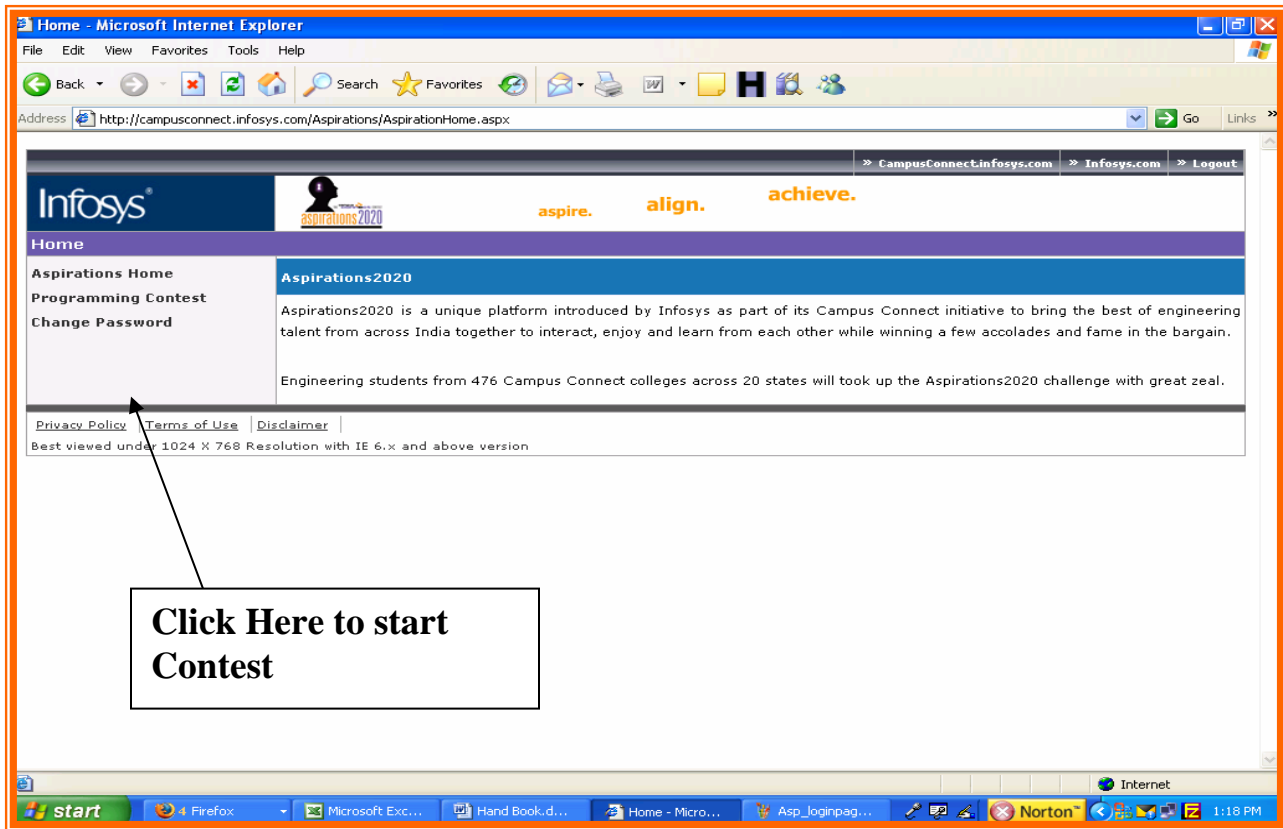 Home - Microsoft Internet Explorer
File Edit View Favorites Tools Help
Back Search Favorites
Address http://campusconnect.infosys.com/Aspirations/AspirationHome.aspx Go Links »
» CampusConnect.infosys.com » Infosys.com » Logout
Infosys®
aspirations2020
aspire. align. achieve.
Home
Aspirations Home
Programming Contest
Change Password
Aspirations2020
Aspirations2020 is a unique platform introduced by Infosys as part of its Campus Connect initiative to bring the best of engineering
talent from across India together to interact, enjoy and learn from each other while winning a few accolades and fame in the bargain.
Engineering students from 476 Campus Connect colleges across 20 states will took up the Aspirations2020 challenge with great zeal.
Privacy Policy | Terms of Use | Disclaimer |
Best viewed under 1024 X 768 Resolution with IE 6.x and above version
Click Here to start
Contest
Internet
start 4 Firefox Microsoft Exc... Hand Book.d... Home - Micro... Asp_loginpag... Norton™ 1:18 PM